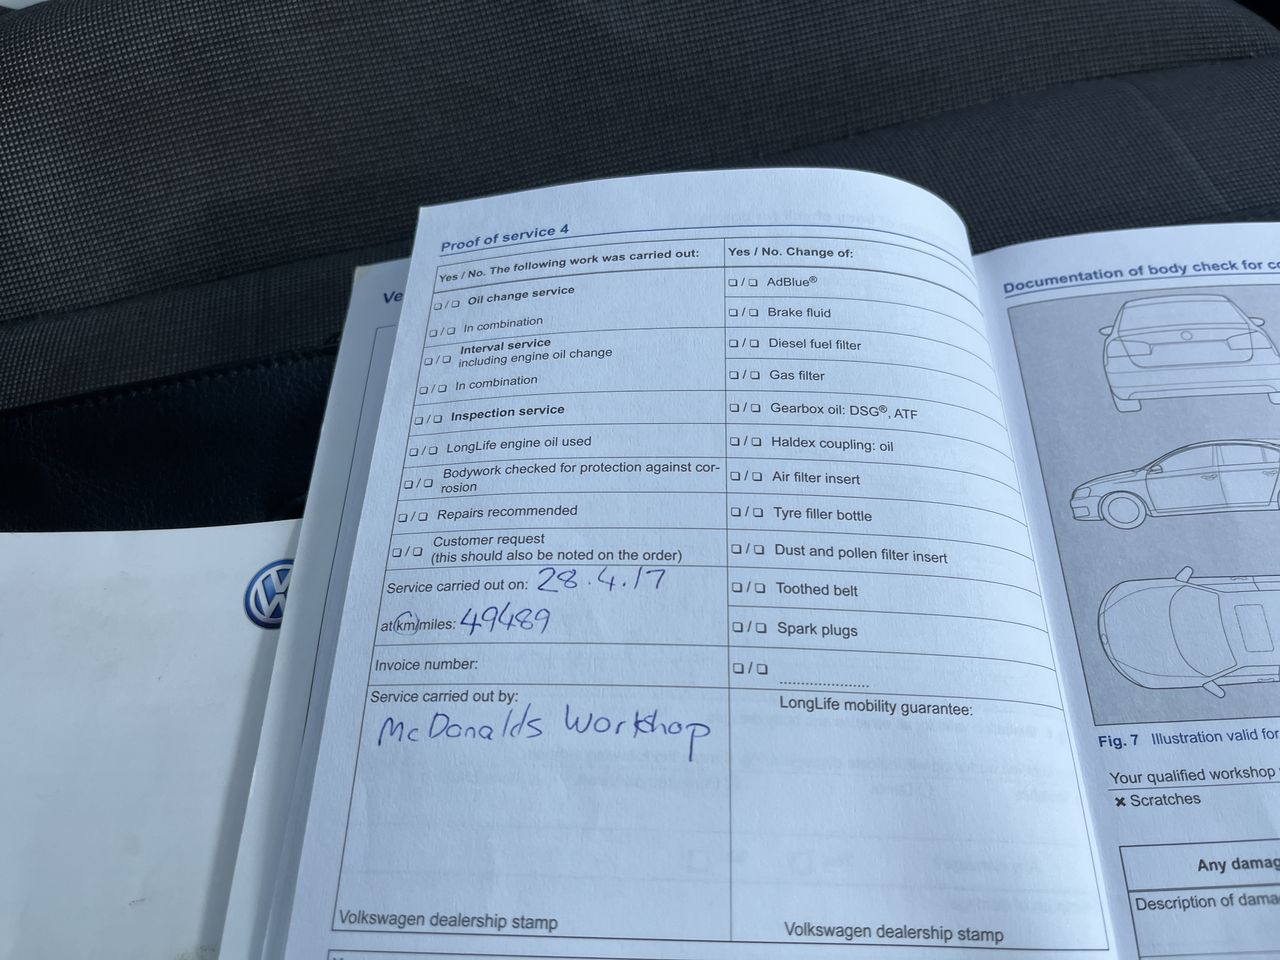 Proof of service 4
Yes / No. The following work was carried out:
❑ / ❑ Oil change service
❑ / ❑ In combination
❑ / ❑ Interval service
including engine oil change
❑ / ❑ In combination
❑ / ❑ Inspection service
❑ / ❑ LongLife engine oil used
❑ / ❑ Bodywork checked for protection against cor-
rosion
❑ / ❑ Repairs recommended
❑ / ❑ Customer request
(this should also be noted on the order)
Service carried out on: 28.4.17
at km/miles: 49489
Invoice number:
Service carried out by:
McDonalds Workshop
Volkswagen dealership stamp
Yes / No. Change of:
❑ / ❑ AdBlue®
❑ / ❑ Brake fluid
❑ / ❑ Diesel fuel filter
❑ / ❑ Gas filter
❑ / ❑ Gearbox oil: DSG®, ATF
❑ / ❑ Haldex coupling: oil
❑ / ❑ Air filter insert
❑ / ❑ Tyre filler bottle
❑ / ❑ Dust and pollen filter insert
❑ / ❑ Toothed belt
❑ / ❑ Spark plugs
❑ / ❑ ......................
LongLife mobility guarantee:
Volkswagen dealership stamp
Ve
VW
Documentation of body check for co
Fig. 7 Illustration valid for
Your qualified workshop
✖ Scratches
Any damag
Description of dama